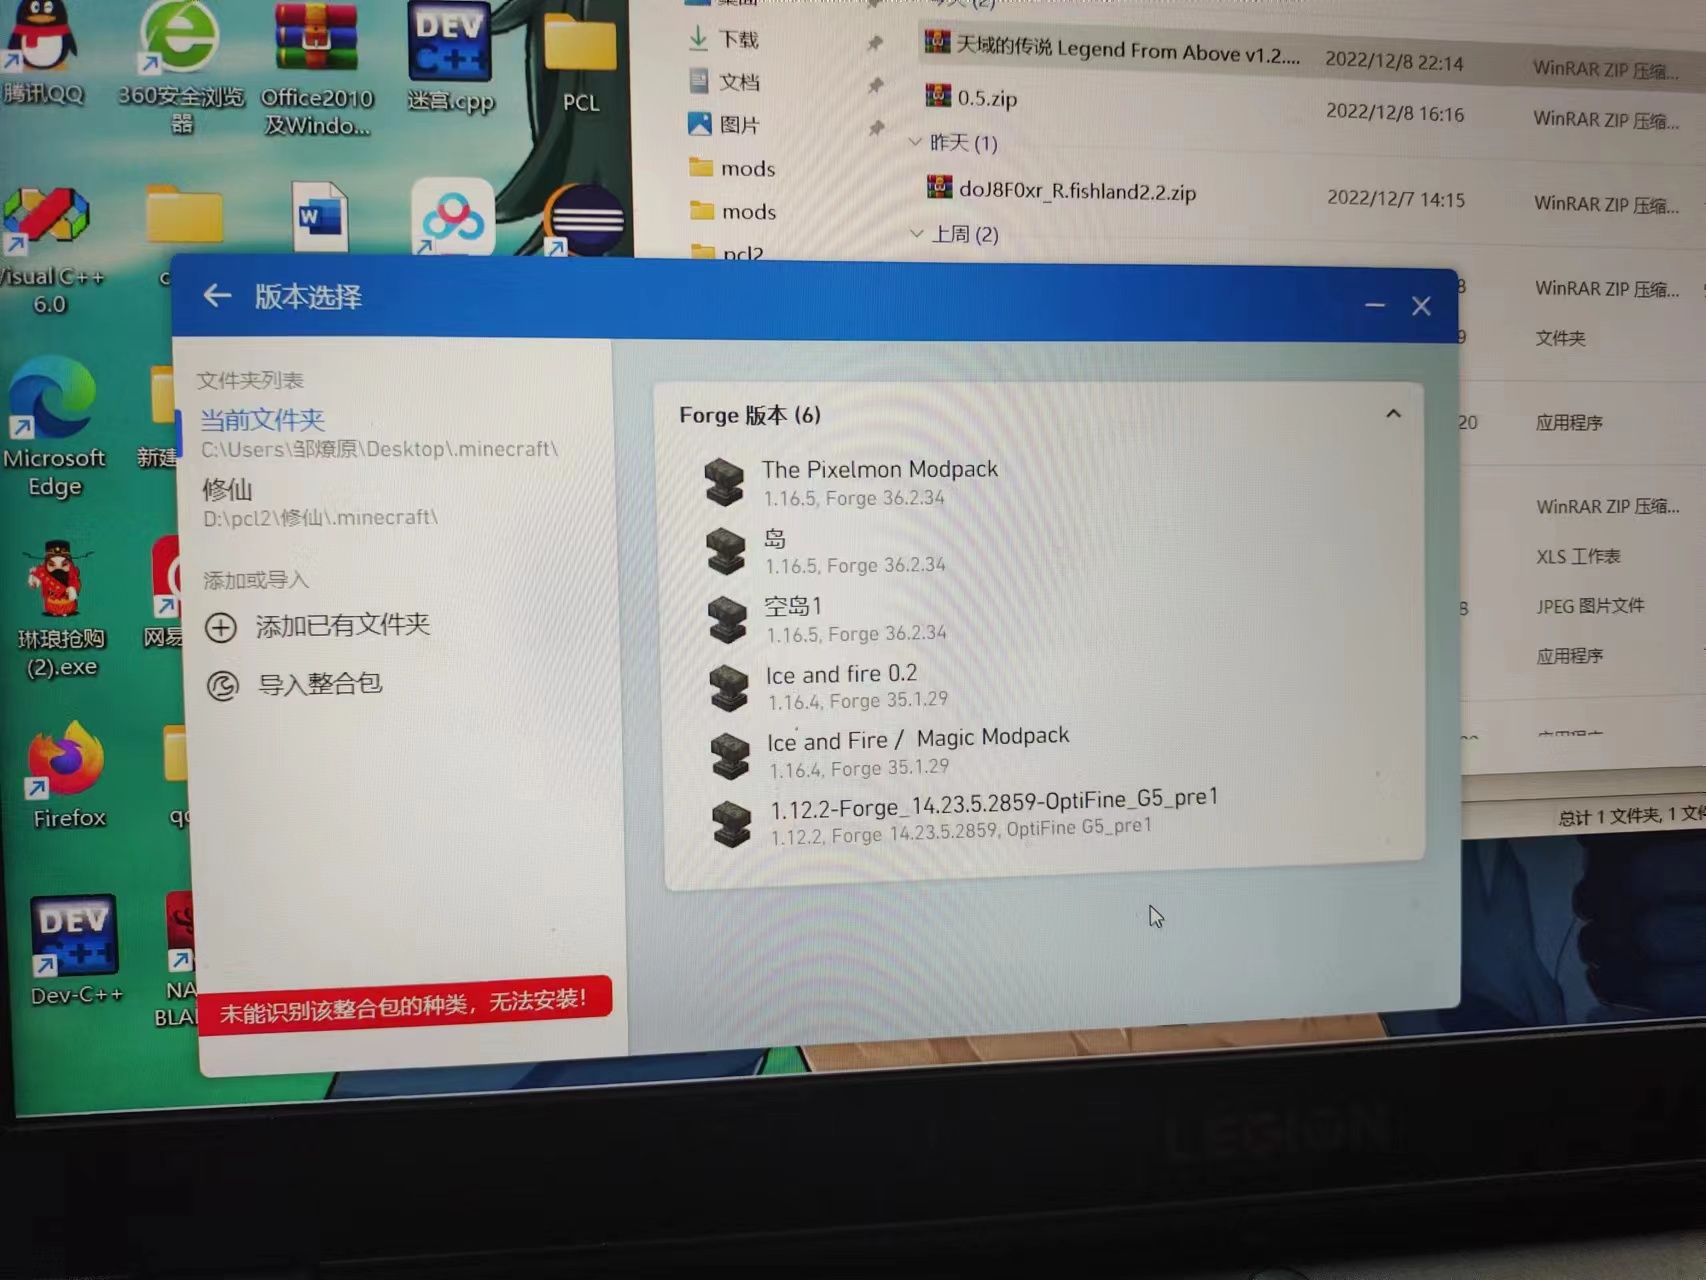 腾讯QQ
360安全浏览
器
Office2010
及Windo...
DEV
C++
迷宫.cpp
PCL
Visual C++
6.0
W
Microsoft
Edge
新建
琳琅抢购
(2).exe
网易
Firefox
DEV
C++
Dev-C++
NA
BLA
桌面
下载
文档
图片
mods
mods
pcl2
今天 (2)
天域的传说 Legend From Above v1.2....
2022/12/8 22:14
WinRAR ZIP 压缩...
0.5.zip
2022/12/8 16:16
WinRAR ZIP 压缩...
昨天 (1)
doJ8F0xr_R.fishland2.2.zip
2022/12/7 14:15
WinRAR ZIP 压缩...
上周 (2)
8
WinRAR ZIP 压缩...
9
文件夹
20
应用程序
WinRAR ZIP 压缩...
XLS 工作表
8
JPEG 图片文件
应用程序
总计 1 文件夹, 1 文件
版本选择
文件夹列表
当前文件夹
C:\Users\邹燎原\Desktop\.minecraft\
修仙
D:\pcl2\修仙\.minecraft\
添加或导入
添加已有文件夹
导入整合包
未能识别该整合包的种类，无法安装！
Forge 版本 (6)
The Pixelmon Modpack
1.16.5, Forge 36.2.34
岛
1.16.5, Forge 36.2.34
空岛1
1.16.5, Forge 36.2.34
Ice and fire 0.2
1.16.4, Forge 35.1.29
Ice and Fire / Magic Modpack
1.16.4, Forge 35.1.29
1.12.2-Forge_14.23.5.2859-OptiFine_G5_pre1
1.12.2, Forge 14.23.5.2859, OptiFine G5_pre1
LEGION